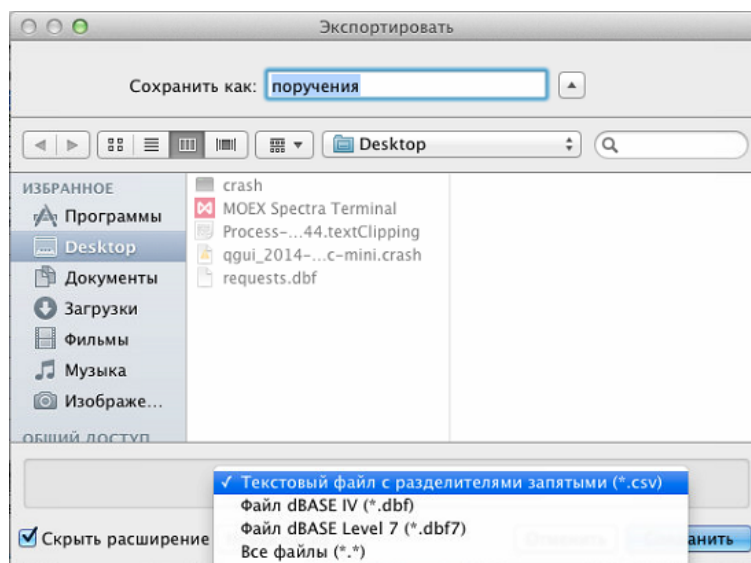 Экспортировать
Сохранить как: поручения
Desktop
ИЗБРАННОЕ
Программы
Desktop
Документы
Загрузки
Фильмы
Музыка
Изображе...
ОБЩИЙ ДОСТУП
crash
MOEX Spectra Terminal
Process-...44.textClipping
qgui_2014-...c-mini.crash
requests.dbf
✓ Текстовый файл с разделителями запятыми (*.csv)
Файл dBASE IV (*.dbf)
Файл dBASE Level 7 (*.dbf7)
Все файлы (*.*)
Скрыть расширение
Отменить